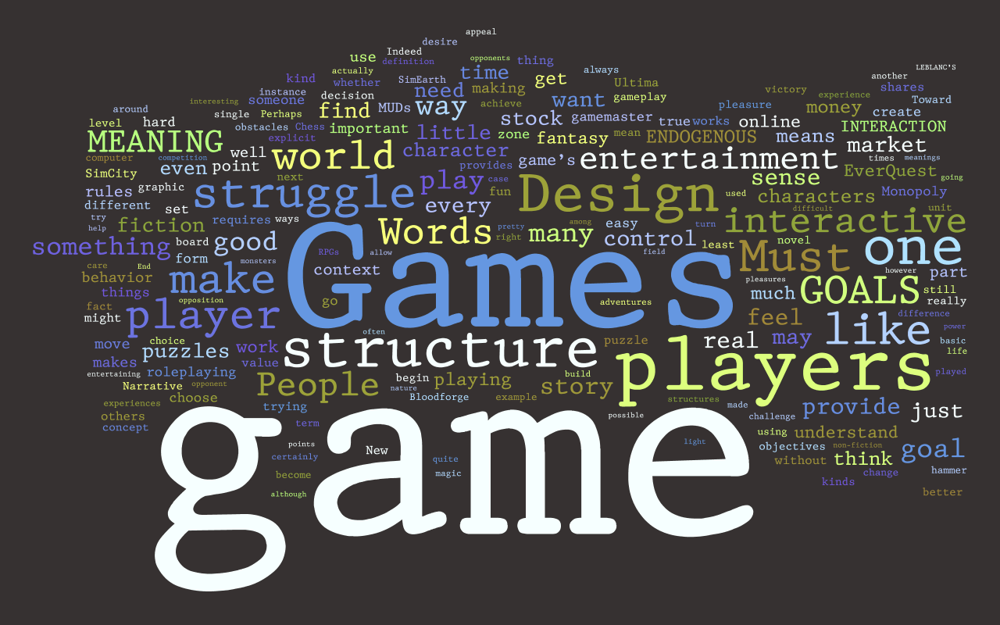 appeal
desire
Indeed
use
definition
opponents
thing
LEBLANC'S
actually
time
get
always
another
kind
whether
SimEarth
need
making
Ultima
victory
experience
shares
instance
decision
MUDs
way
achieve
want
gameplay
pleasure
money
Toward
interesting
someone
find
create
around
single
Perhaps
stock
gamemaster
true
works
online
INTERACTION
level
hard
obstacles
Chess
important
little
zone
fantasy
mean
ENDOGENOUS
means
market
MEANING
explicit
well
world
character
game's
entertainment
times
meanings
computer
competition
SimCity
even
point
next
provides
case
sense
EverQuest
going
rules
graphic
struggle
play
fun
Design
used
characters
Monopoly
different
set
every
difficult
unit
try
help
fiction
requires
ways
Words
pretty
right
many
among
easy
turn
interactive
something
board
good
Games
RPGs
allow
control
field
least
novel
Must
one
form
monsters
care
End
behavior
make
context
pleasures
however
part
things
opposition
go
adventures
much
GOALS
still
really
fact
might
player
feel
difference
move
choice
puzzles
work
often
structure
puzzle
real
may
like
power
basic
life
makes
value
players
entertaining
roleplaying
begin
build
played
Narrative
opponent
People
nature
playing
story
experiences
choose
Bloodforge
example
structures
made
provide
just
others
trying
possible
challenge
concept
term
game
using
understand
points
New
light
objectives
non-fiction
goal
certainly
quite
without
think
become
magic
change
hammer
although
kinds
better